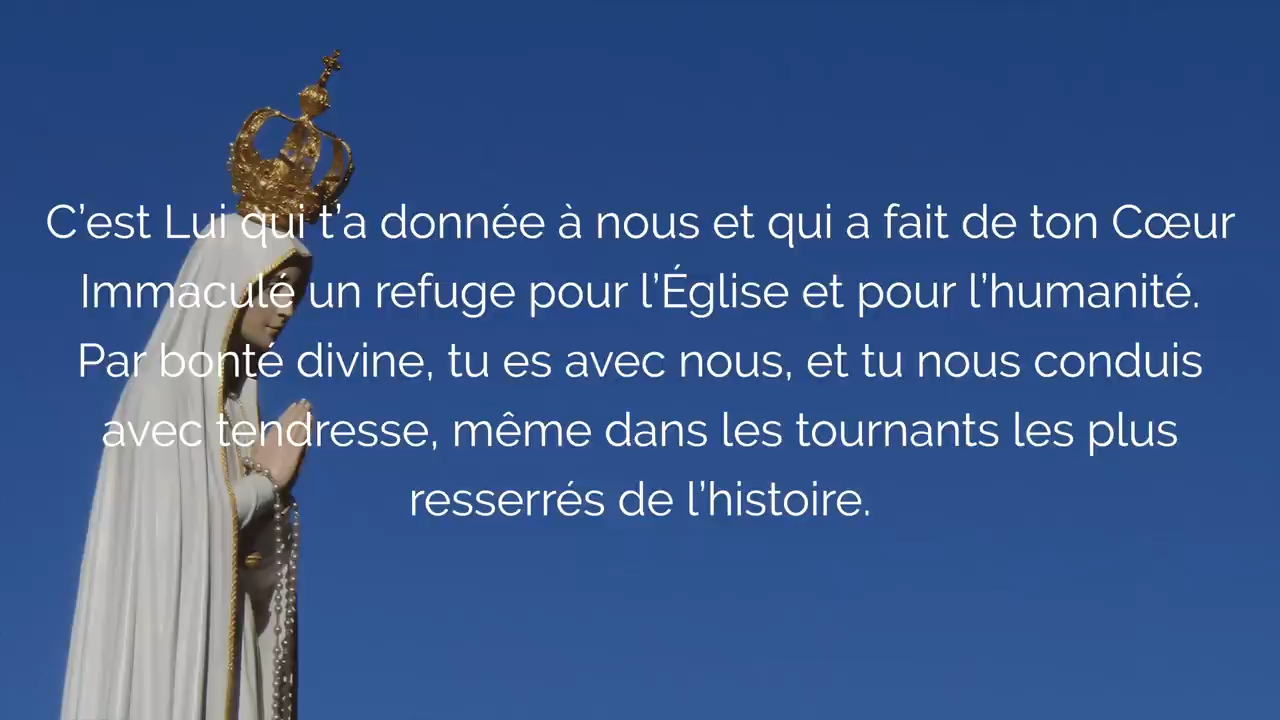 C’est Lui qui t’a donnée à nous et qui a fait de ton Cœur
Immaculé un refuge pour l’Église et pour l’humanité.
Par bonté divine, tu es avec nous, et tu nous conduis
avec tendresse, même dans les tournants les plus
resserrés de l’histoire.